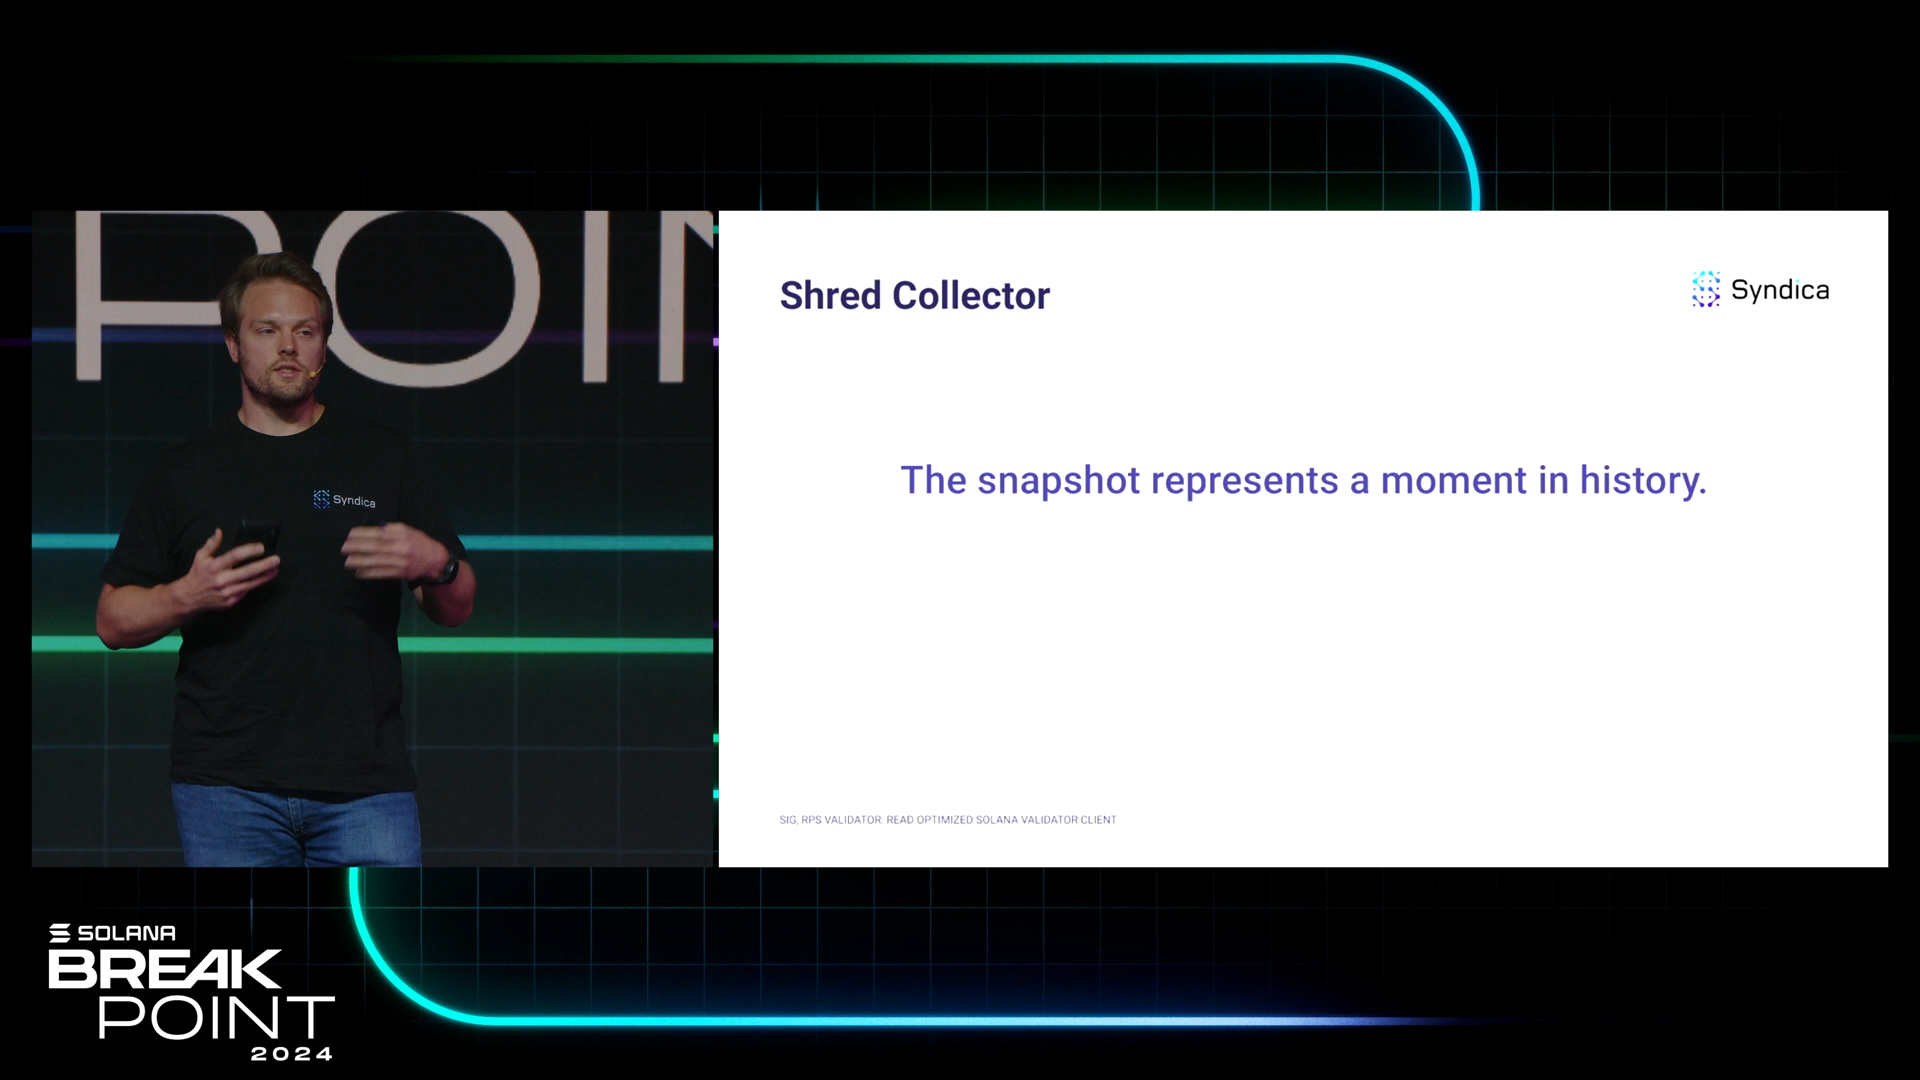 POIN
Syndica
Shred Collector
Syndica
The snapshot represents a moment in history.
SIG, RPS VALIDATOR: READ OPTIMIZED SOLANA VALIDATOR CLIENT
SOLANA
BREAK
POINT
2024